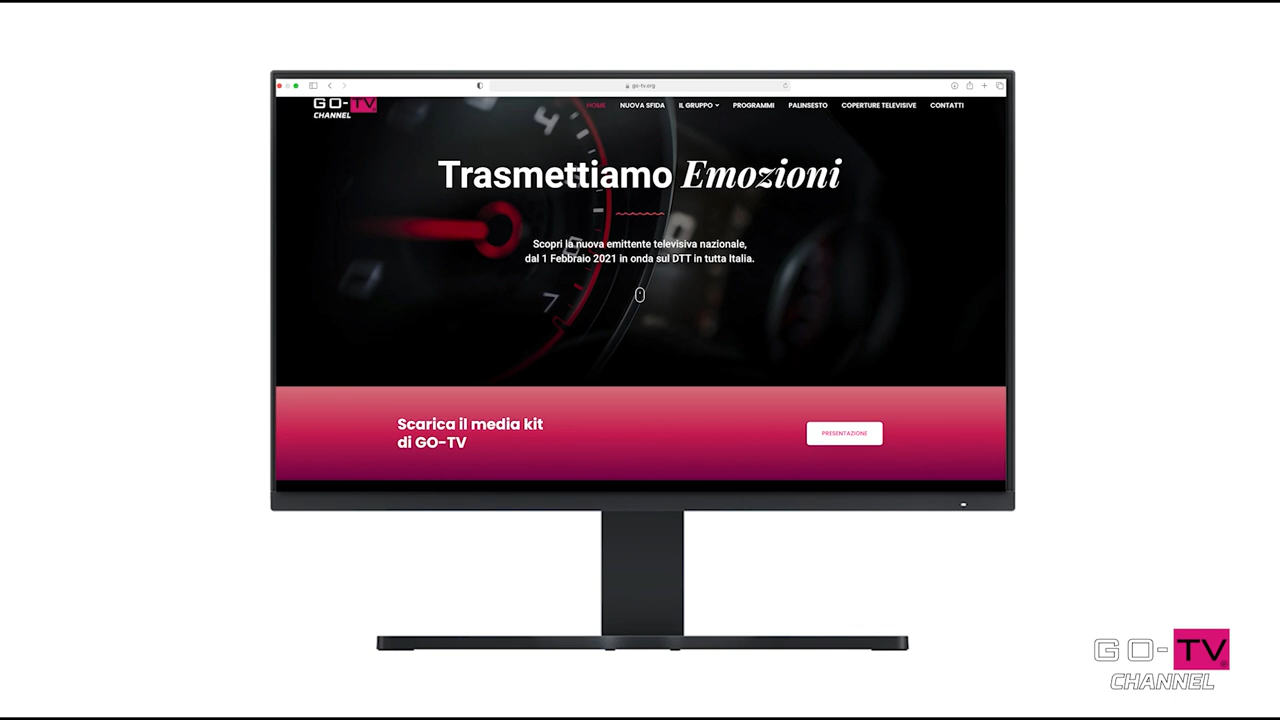 go-tv.org
GO-TV
CHANNEL
HOME NUOVA SFIDA IL GRUPPO PROGRAMMI PALINSESTO COPERTURE TELEVISIVE CONTATTI
4
Trasmettiamo Emozioni
Scopri la nuova emittente televisiva nazionale,
dal 1 Febbraio 2021 in onda sul DTT in tutta Italia.
7
Scarica il media kit
di GO-TV
PRESENTAZIONE
GO-TV®
CHANNEL